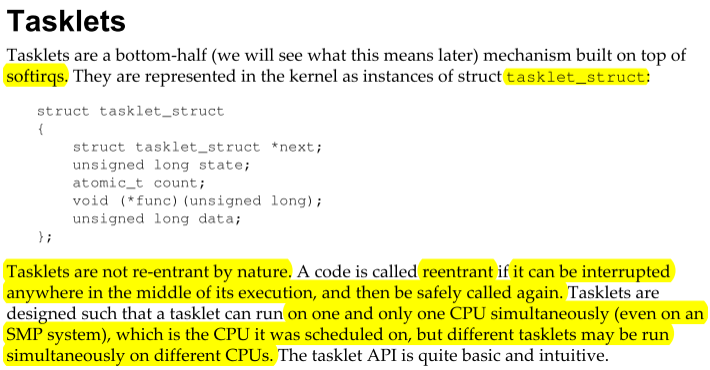 Tasklets
Tasklets are a bottom-half (we will see what this means later) mechanism built on top of
softirqs. They are represented in the kernel as instances of struct tasklet_struct:
struct tasklet_struct
{
    struct tasklet_struct *next;
    unsigned long state;
    atomic_t count;
    void (*func)(unsigned long);
    unsigned long data;
};
Tasklets are not re-entrant by nature. A code is called reentrant if it can be interrupted
anywhere in the middle of its execution, and then be safely called again. Tasklets are
designed such that a tasklet can run on one and only one CPU simultaneously (even on an
SMP system), which is the CPU it was scheduled on, but different tasklets may be run
simultaneously on different CPUs. The tasklet API is quite basic and intuitive.